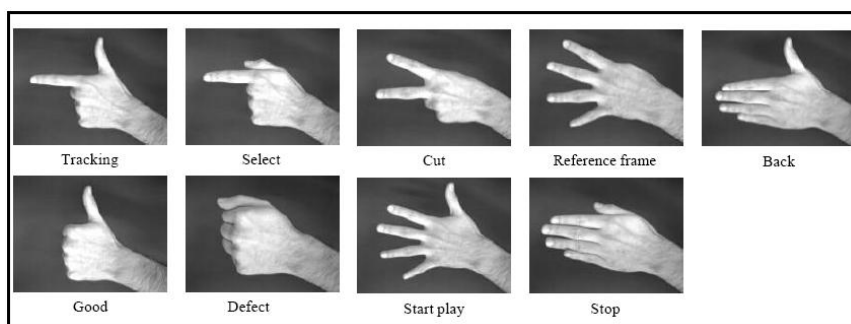 Tracking
Select
Cut
Reference frame
Back
Good
Defect
Start play
Stop